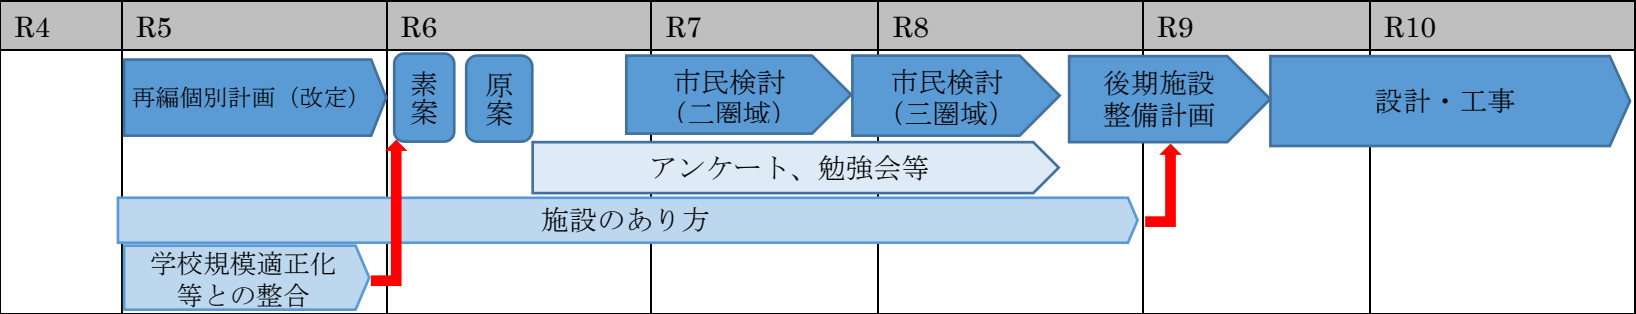 R4 R5 R6 R7 R8 R9 R10
再編個別計画（改定）
素
案
原
案
市民検討
（二圏域）
市民検討
（三圏域）
後期施設
整備計画
設計・工事
アンケート、勉強会等
施設のあり方
学校規模適正化
等との整合